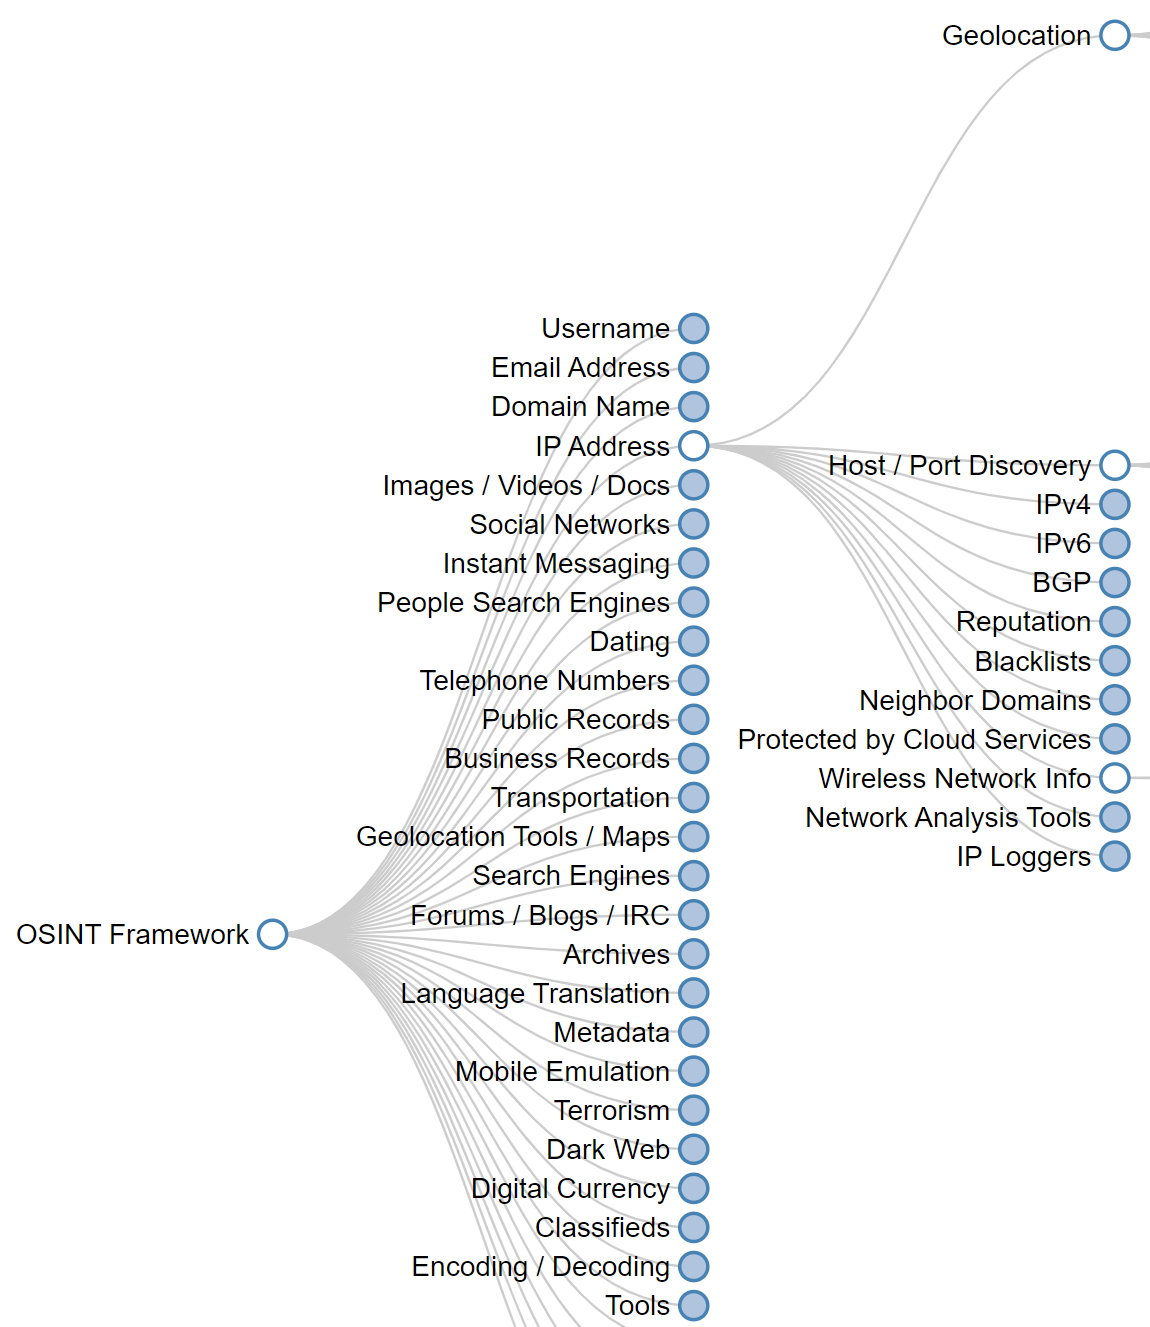 Geolocation
Username
Email Address
Domain Name
IP Address
Images / Videos / Docs
Social Networks
Instant Messaging
People Search Engines
Dating
Telephone Numbers
Public Records
Business Records
Transportation
Geolocation Tools / Maps
Search Engines
Forums / Blogs / IRC
Archives
Language Translation
Metadata
Mobile Emulation
Terrorism
Dark Web
Digital Currency
Classifieds
Encoding / Decoding
Tools
OSINT Framework
Host / Port Discovery
IPv4
IPv6
BGP
Reputation
Blacklists
Neighbor Domains
Protected by Cloud Services
Wireless Network Info
Network Analysis Tools
IP Loggers